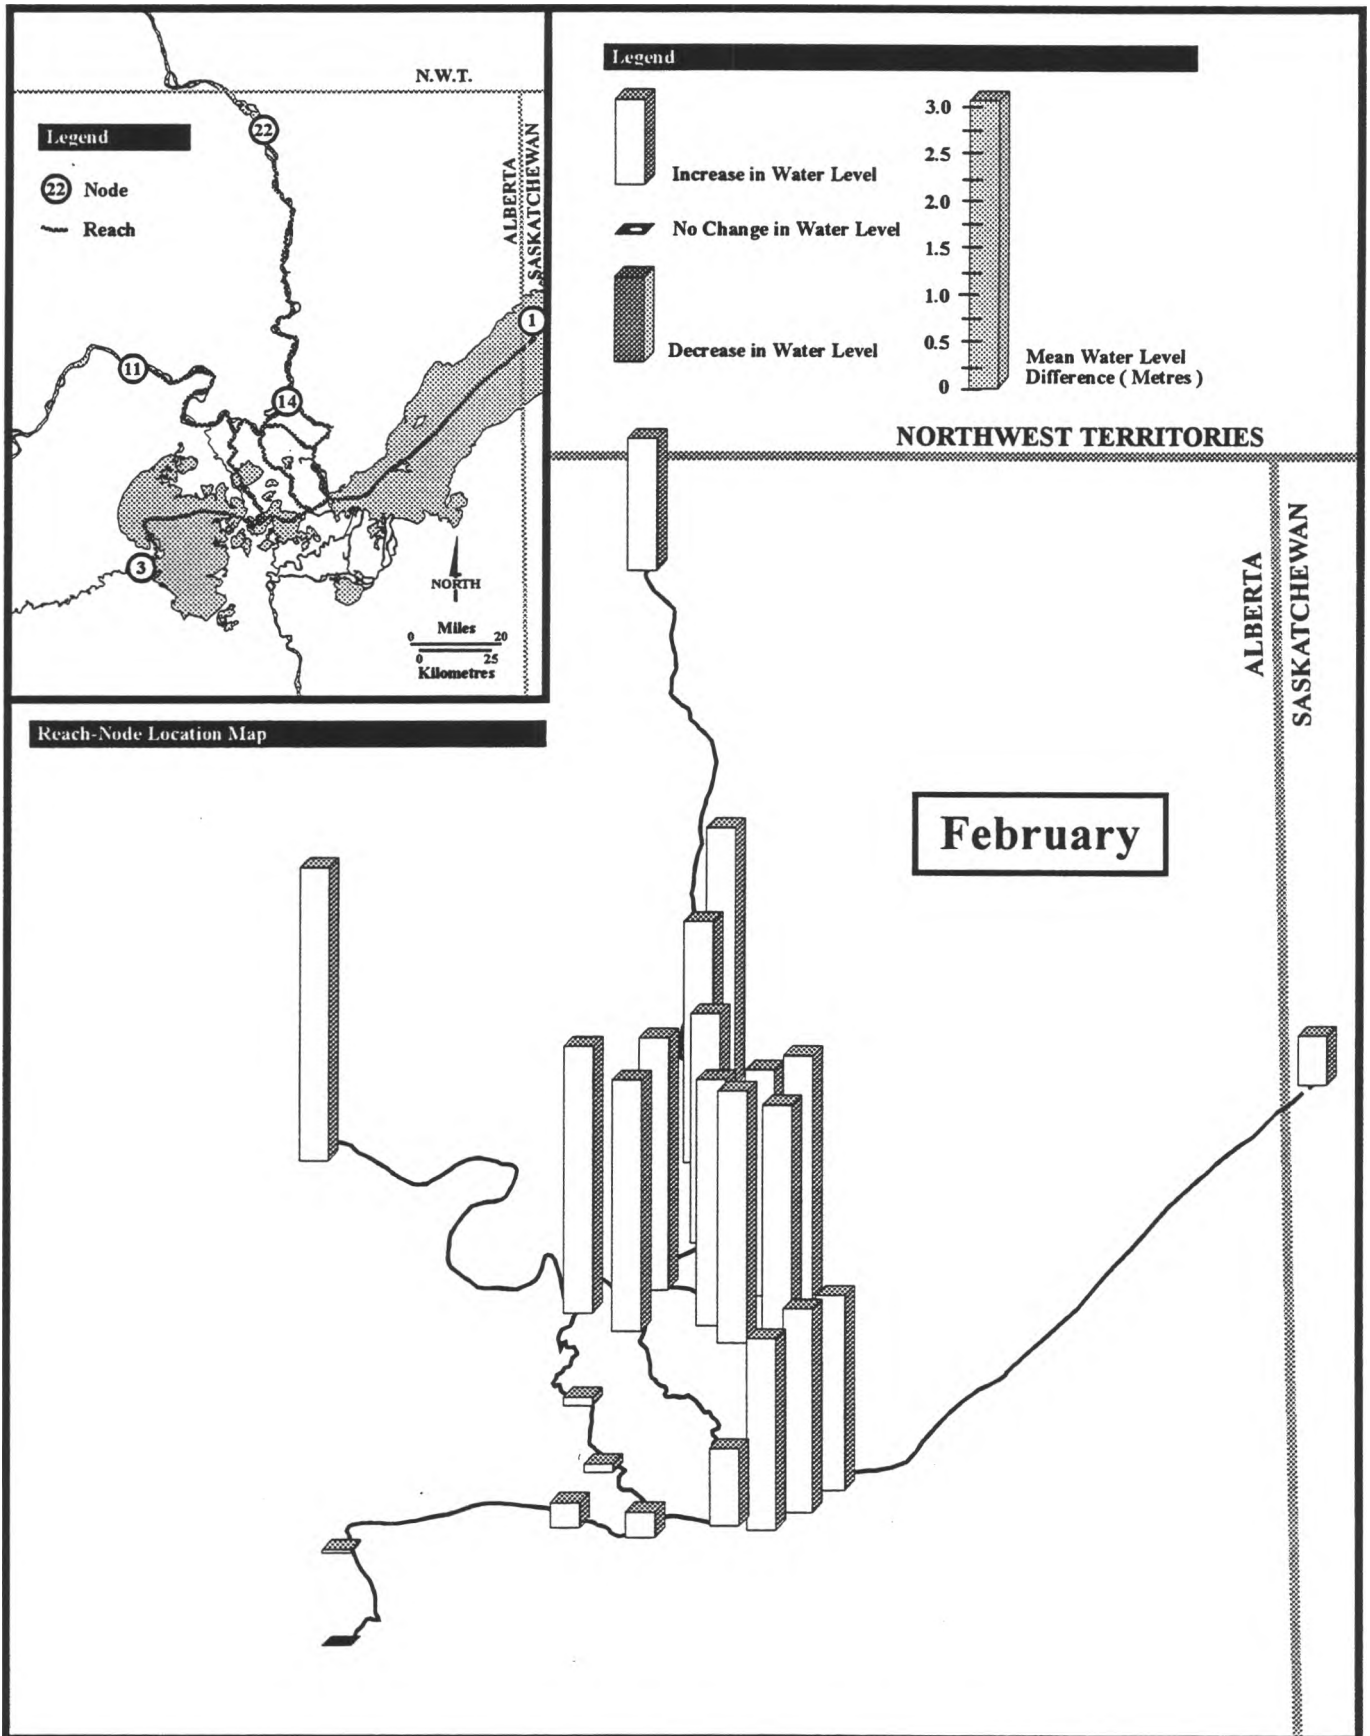 N.W.T.
Legend
22
22 Node
Reach
ALBERTA
SASKATCHEWAN
1
11
14
3
NORTH
Miles
0 20
0 25
Kilometres
Reach-Node Location Map
Legend
Increase in Water Level
No Change in Water Level
Decrease in Water Level
3.0
2.5
2.0
1.5
1.0
0.5
0
Mean Water Level
Difference ( Metres )
NORTHWEST TERRITORIES
ALBERTA
SASKATCHEWAN
February